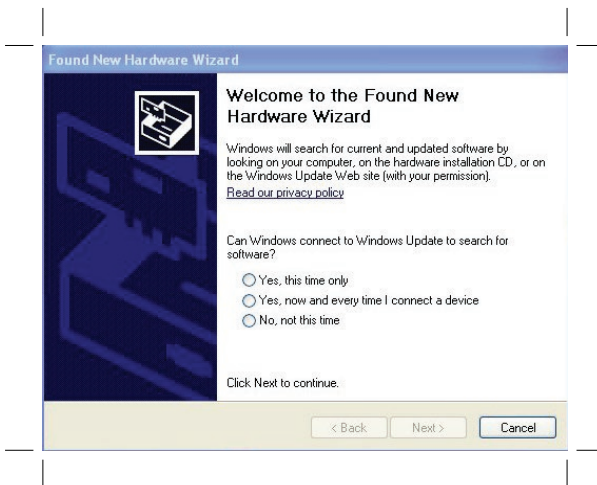 Found New Hardware Wizard
Welcome to the Found New
Hardware Wizard
Windows will search for current and updated software by
looking on your computer, on the hardware installation CD, or on
the Windows Update Web site (with your permission).
Read our privacy policy
Can Windows connect to Windows Update to search for
software?
Yes, this time only
Yes, now and every time I connect a device
No, not this time
Click Next to continue.
< Back Next > Cancel